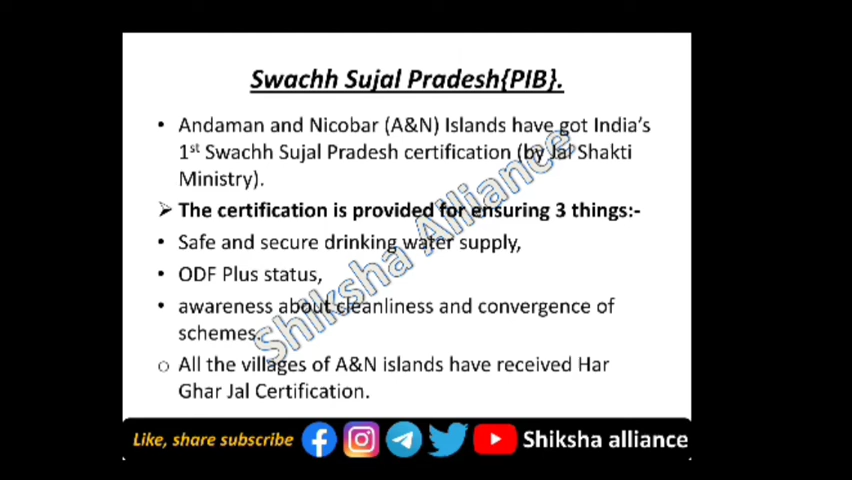 Swachh Sujal Pradesh{PIB}.
• Andaman and Nicobar (A&N) Islands have got India's
1st Swachh Sujal Pradesh certification (by Jal Shakti
Ministry).
➢ The certification is provided for ensuring 3 things:-
• Safe and secure drinking water supply,
• ODF Plus status,
• awareness about cleanliness and convergence of
schemes.
○ All the villages of A&N islands have received Har
Ghar Jal Certification.
Shiksha Ailliance
Like, share subscribe Shiksha alliance